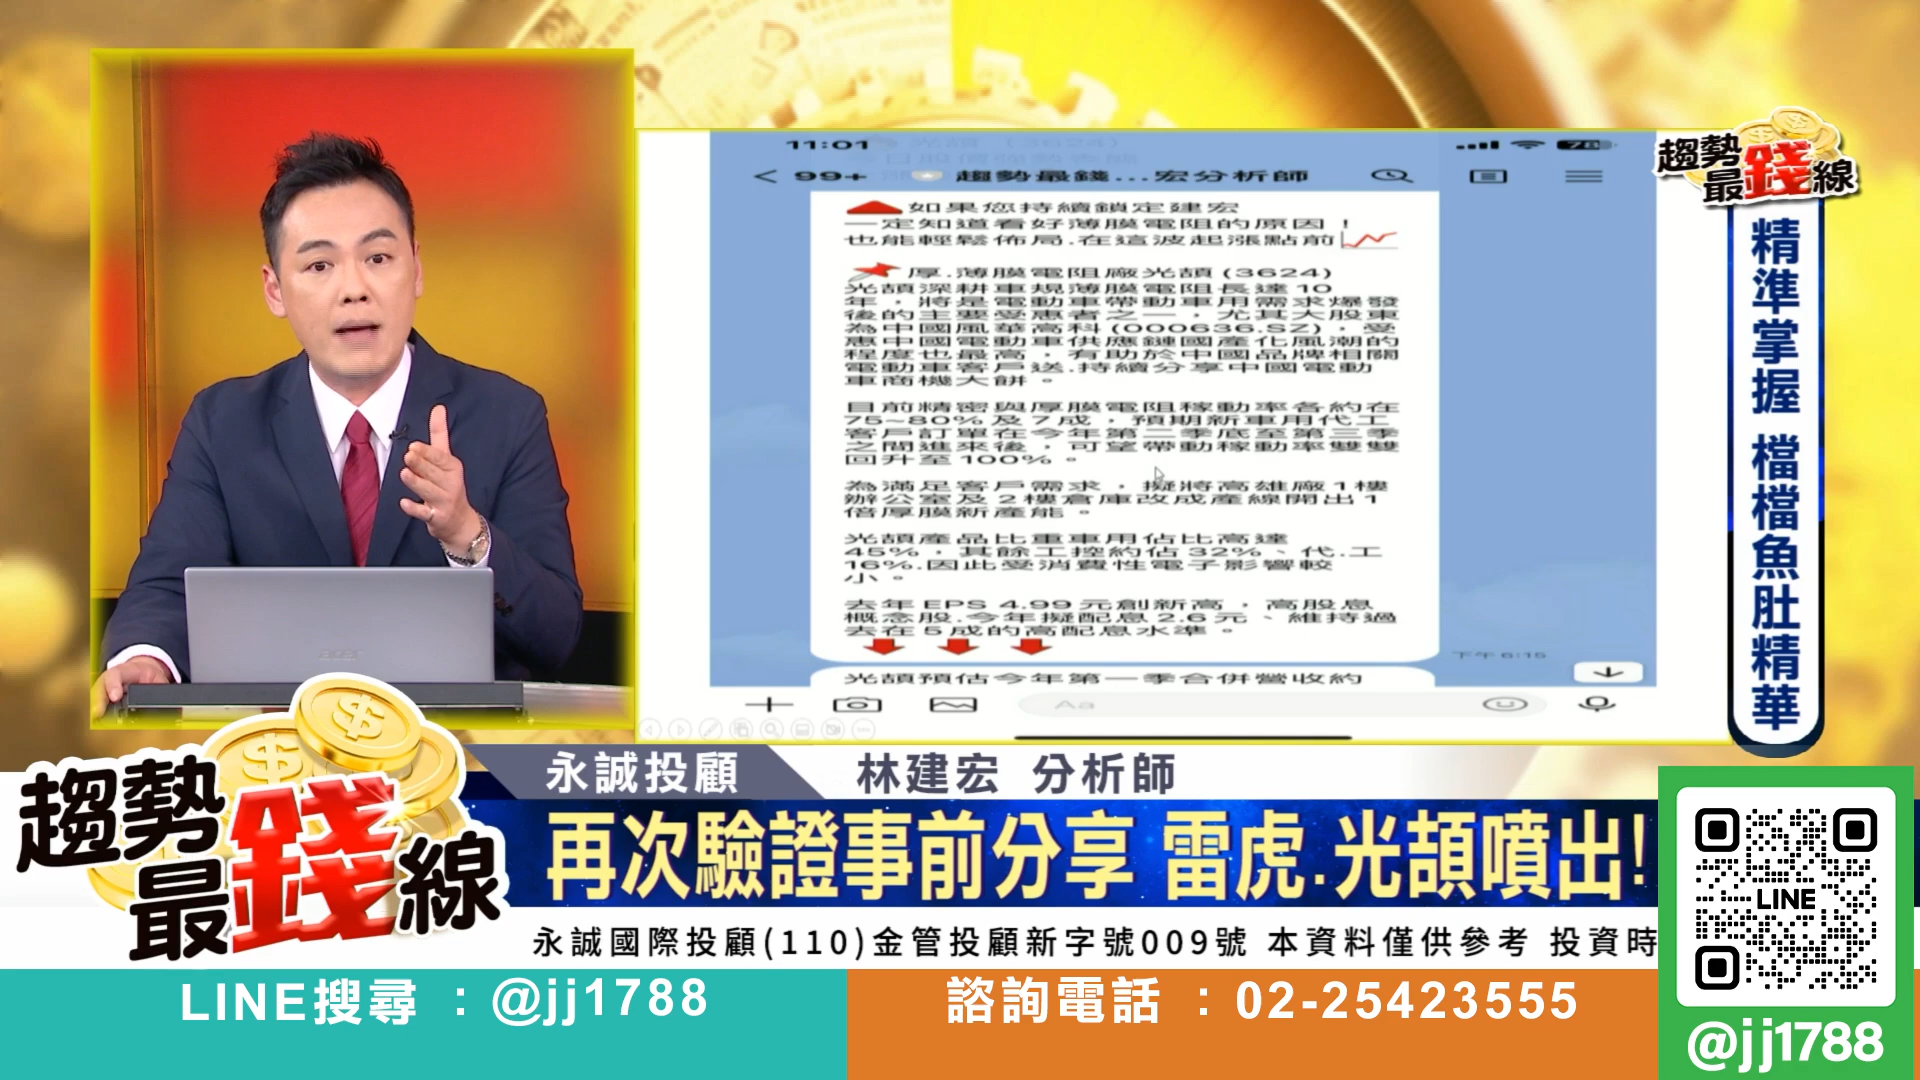 11:01
78
< 99+ 趨勢最錢...宏分析師
如果您持續鎖定建宏
一定知道看好薄膜電阻的原因！
也能輕鬆佈局.在這波起漲點前
厚.薄膜電阻廠光頡(3624)
光頡深耕車規薄膜電阻長達10
年，將是電動車帶動車用需求爆發
後的主要受惠者之一，尤其大股東
為中國風華高科(000636.SZ)，受
惠中國電動車供應鏈國產化風潮的
程度也最高，有助於中國品牌相關
電動車客戶送.持續分享中國電動
車商機大餅。
目前精密與厚膜電阻稼動率各約在
75~80%及7成，預期新車用代工
客戶訂單在今年第二季底至第三季
之間進來後，可望帶動稼動率雙雙
回升至100%。
為滿足客戶需求，擬將高雄廠1樓
辦公室及2樓倉庫改成產線開出1
倍厚膜新產能。
光頡產品比重車用佔比高達
45%，其餘工控約佔32%、代.工
16%.因此受消費性電子影響較
小。
去年EPS 4.99元創新高，高股息
概念股.今年擬配息2.6元、維持過
去在5成的高配息水準。
下午 6:15
光頡預估今年第一季合併營收約
Aa
趨勢最錢線
精準掌握 檔檔魚肚精華
趨勢最錢線
永誠投顧 林建宏 分析師
再次驗證事前分享 雷虎.光頡噴出!
永誠國際投顧(110)金管投顧新字號009號 本資料僅供參考 投資時
LINE搜尋 ：@jj1788
諮詢電話 ：02-25423555
LINE
@jj1788